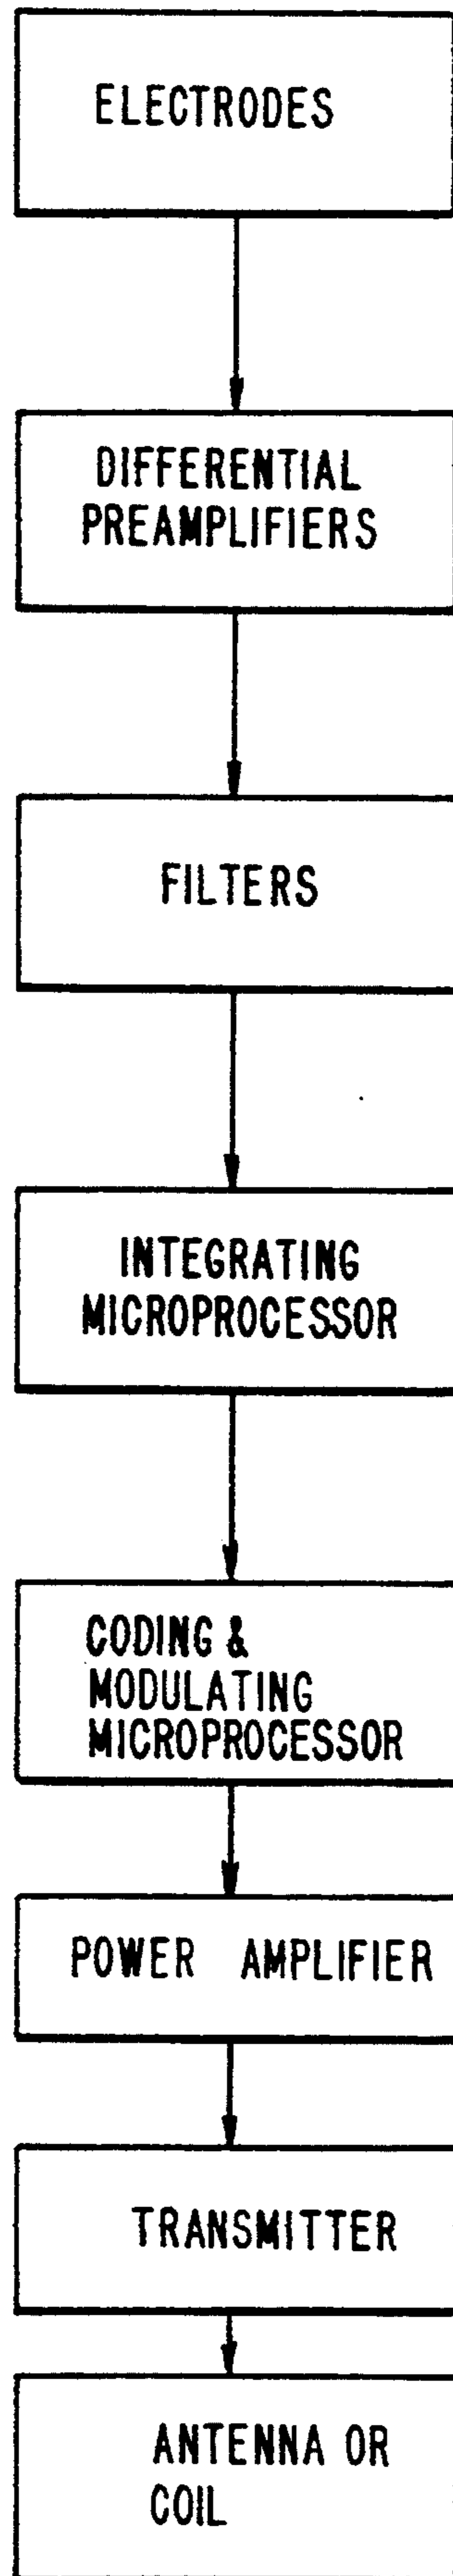 ELECTRODES
DIFFERENTIAL
PREAMPLIFIERS
FILTERS
INTEGRATING
MICROPROCESSOR
CODING &
MODULATING
MICROPROCESSOR
POWER AMPLIFIER
TRANSMITTER
ANTENNA OR
COIL